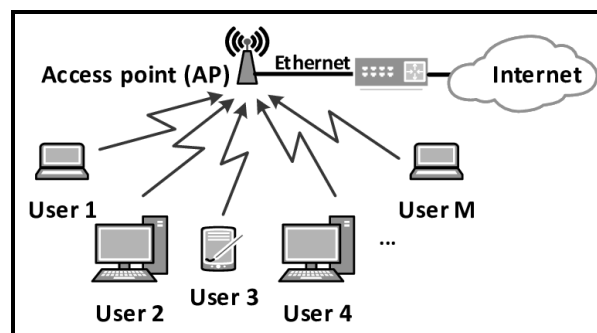 Ethernet
Access point (AP)
Internet
User 1
User M
...
User 2
User 3
User 4